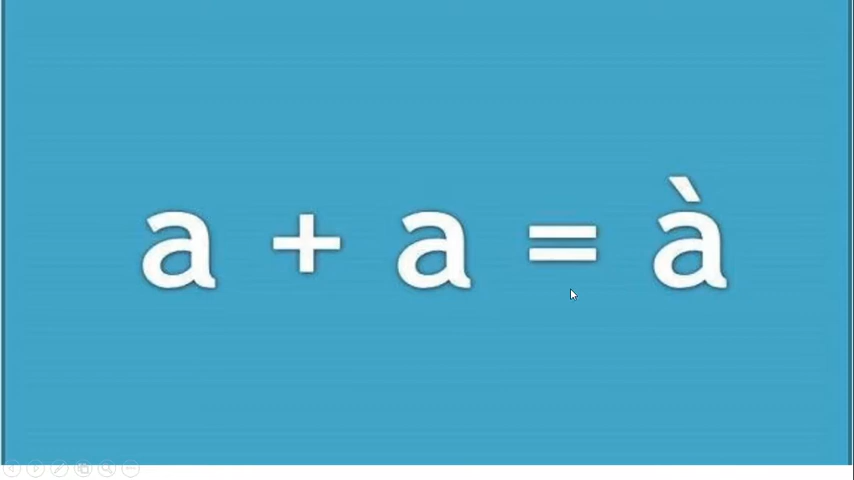 a + a = à